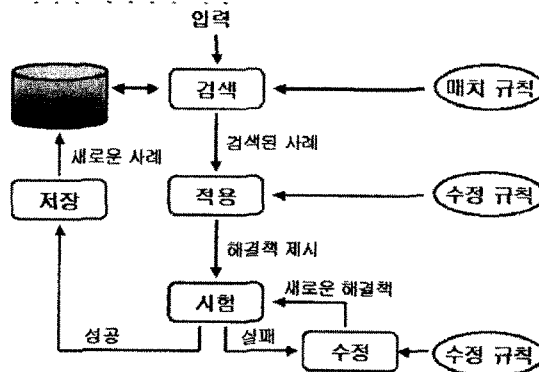 입력
검색
매치 규칙
검색된 사례
새로운 사례
저장
적용
수정 규칙
해결책 제시
시험
새로운 해결책
성공
실패
수정
수정 규칙